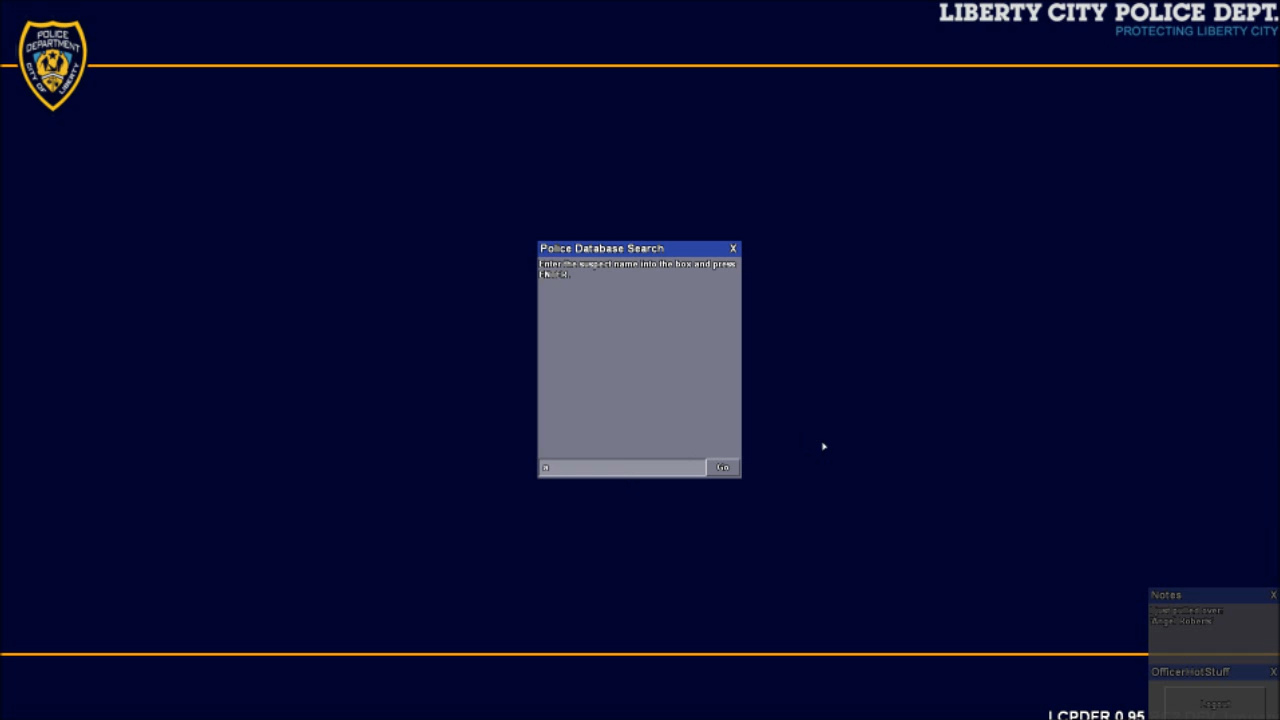 LIBERTY CITY POLICE DEPT.
PROTECTING LIBERTY CITY
POLICE
DEPARTMENT
CITY OF LIBERTY
Police Database Search X
Enter the suspect name into the box and press
ENTER.
a
Go
Notes X
Just pulled over:
Angel Roberts
OfficerHotStuff X
Logout
LCPDFR 0.95